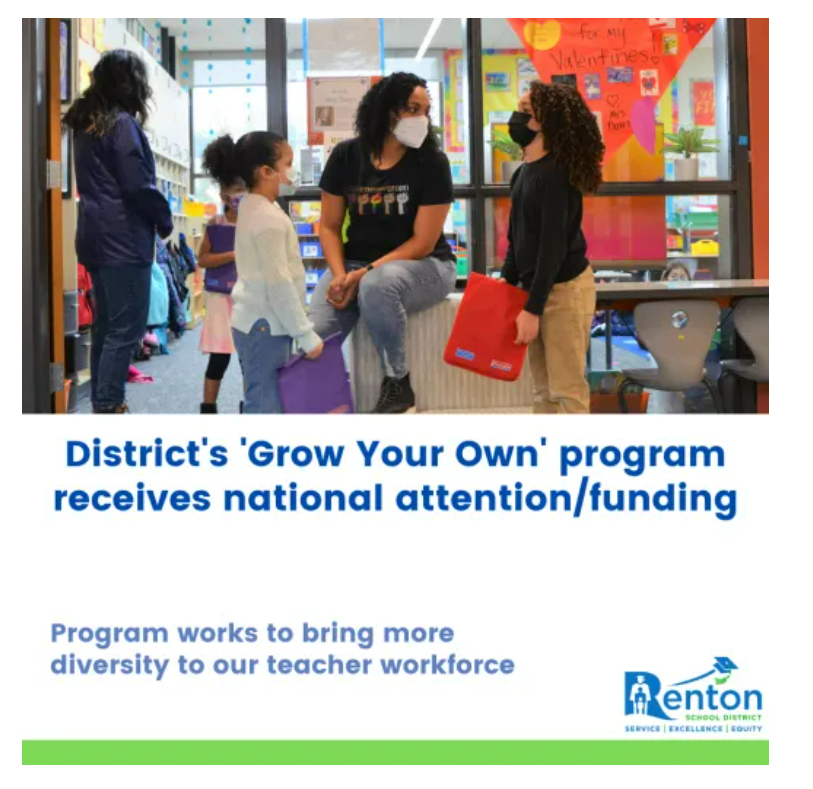 for my
Valentines!
District's 'Grow Your Own' program
receives national attention/funding
Program works to bring more
diversity to our teacher workforce
Renton
SCHOOL DISTRICT
SERVICE | EXCELLENCE | EQUITY